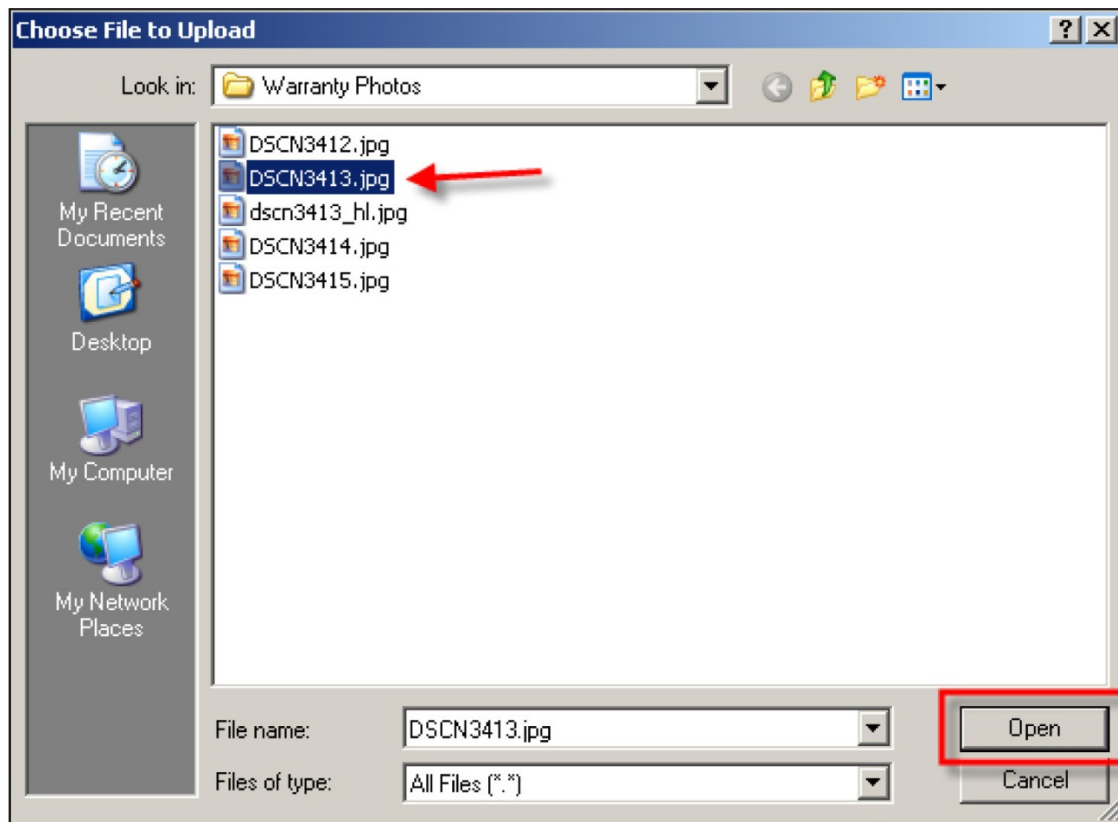 Choose File to Upload
Look in:
Warranty Photos
My Recent
Documents
Desktop
My Computer
My Network
Places
DSCN3412.jpg
DSCN3413.jpg
dscn3413_hl.jpg
DSCN3414.jpg
DSCN3415.jpg
File name:
DSCN3413.jpg
Open
Files of type:
All Files (*.*)
Cancel